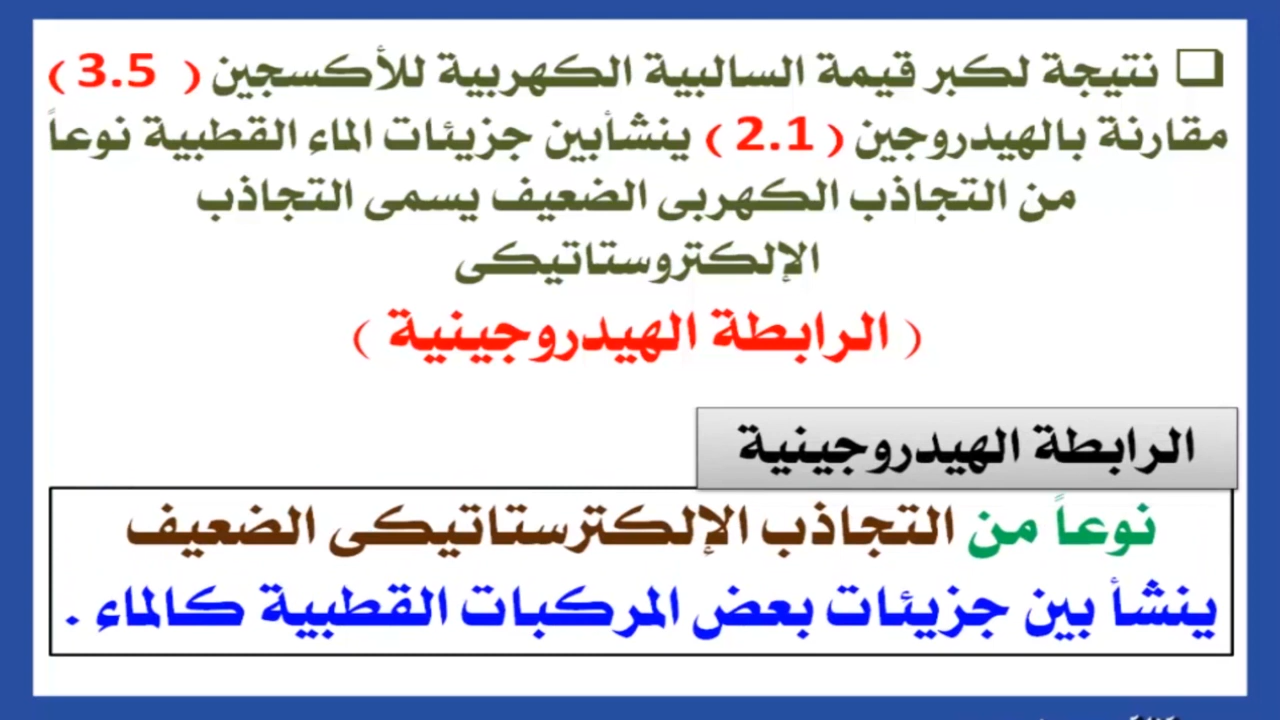 نتيجة لكبر قيمة السالبية الكهربية للأكسجين ( 3.5 )
مقارنة بالهيدروجين ( 2.1 ) ينشأبين جزيئات الماء القطبية نوعاً
من التجاذب الكهربى الضعيف يسمى التجاذب
الإلكتروستاتيكى
( الرابطة الهيدروجينية )
الرابطة الهيدروجينية
نوعاً من التجاذب الإلكترستاتيكى الضعيف
ينشأ بين جزيئات بعض المركبات القطبية كالماء .